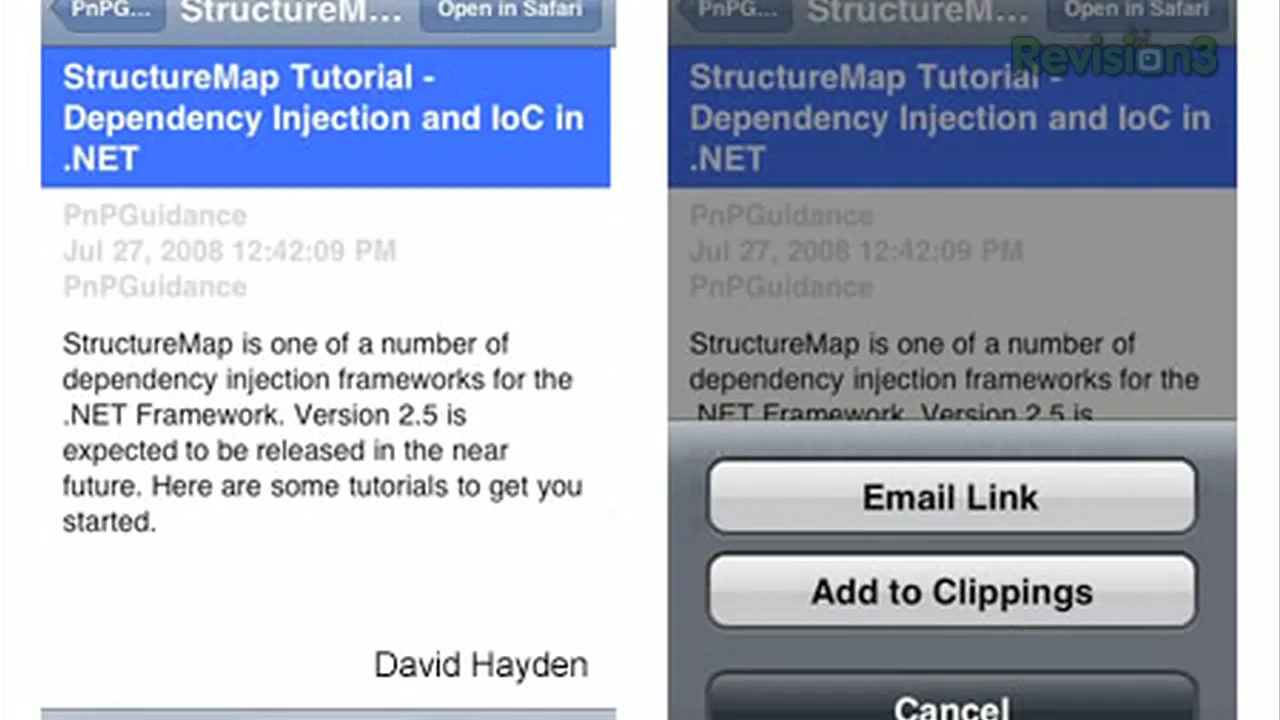 PnPG...
StructureM...
Open in Safari
StructureMap Tutorial -
Dependency Injection and IoC in
.NET
PnPGuidance
Jul 27, 2008 12:42:09 PM
PnPGuidance
StructureMap is one of a number of
dependency injection frameworks for the
.NET Framework. Version 2.5 is
expected to be released in the near
future. Here are some tutorials to get you
started.
David Hayden
PnPG...
StructureM...
Open in Safari
Revision3
StructureMap Tutorial -
Dependency Injection and IoC in
.NET
PnPGuidance
Jul 27, 2008 12:42:09 PM
PnPGuidance
StructureMap is one of a number of
dependency injection frameworks for the
.NET Framework. Version 2.5 is
Email Link
Add to Clippings
Cancel